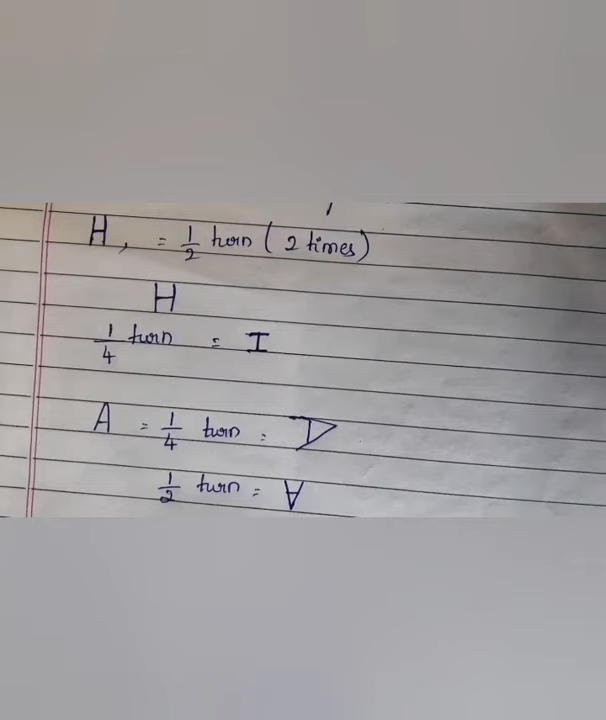 H, = 1/2 turn (2 times)
H
1/4 turn = I
A = 1/4 turn =
1/2 turn = ∀